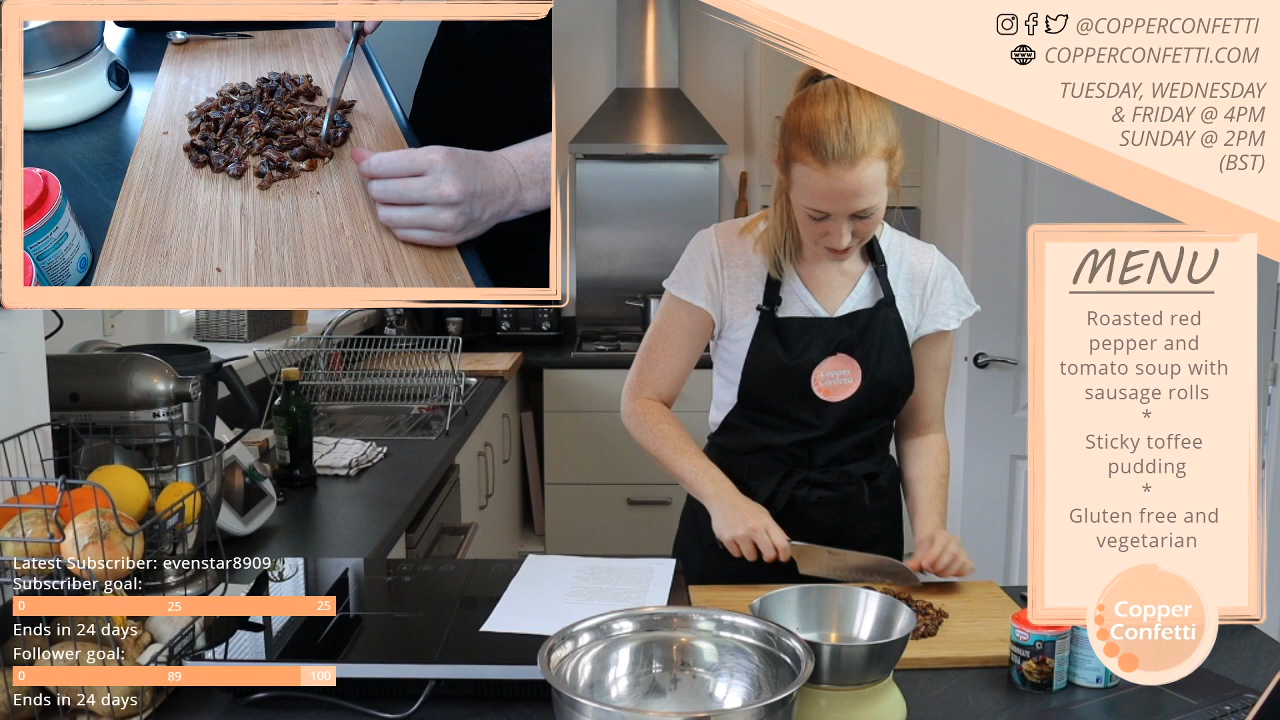 @COPPERCONFETTI
COPPERCONFETTI.COM
TUESDAY, WEDNESDAY
& FRIDAY @ 4PM
SUNDAY @ 2PM
(BST)
MENU
Roasted red
pepper and
tomato soup with
sausage rolls
*
Sticky toffee
pudding
*
Gluten free and
vegetarian
Copper
Confetti
Copper
Confetti
Latest Subscriber: evenstar8909
Subscriber goal:
0 25 25
Ends in 24 days
Follower goal:
0 89 100
Ends in 24 days